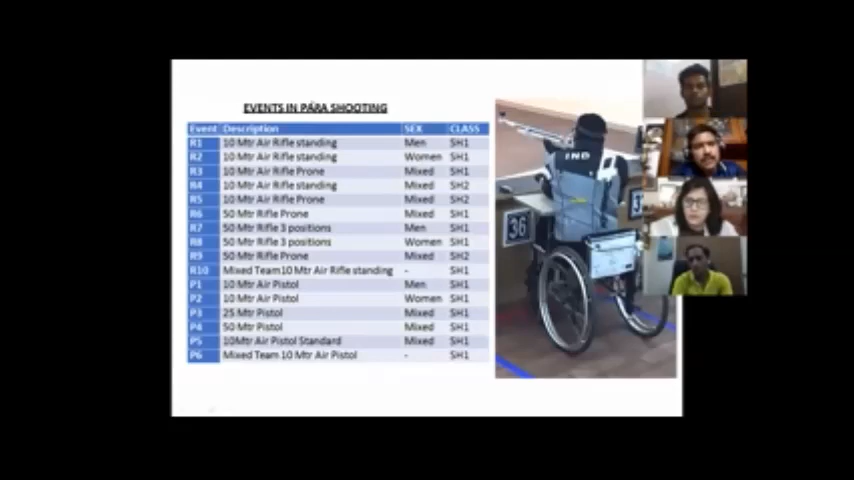 EVENTS IN PARA SHOOTING
Event Description SEX CLASS
R1 10 Mtr Air Rifle standing Men SH1
R2 10 Mtr Air Rifle standing Women SH1
R3 10 Mtr Air Rifle Prone Mixed SH1
R4 10 Mtr Air Rifle standing Mixed SH2
R5 10 Mtr Air Rifle Prone Mixed SH2
R6 50 Mtr Rifle Prone Mixed SH1
R7 50 Mtr Rifle 3 positions Men SH1
R8 50 Mtr Rifle 3 positions Women SH1
R9 50 Mtr Rifle Prone Mixed SH2
R10 Mixed Team10 Mtr Air Rifle standing - SH1
P1 10 Mtr Air Pistol Men SH1
P2 10 Mtr Air Pistol Women SH1
P3 25 Mtr Pistol Mixed SH1
P4 50 Mtr Pistol Mixed SH1
P5 10Mtr Air Pistol Standard Mixed SH1
P6 Mixed Team 10 Mtr Air Pistol - SH1
IND
36